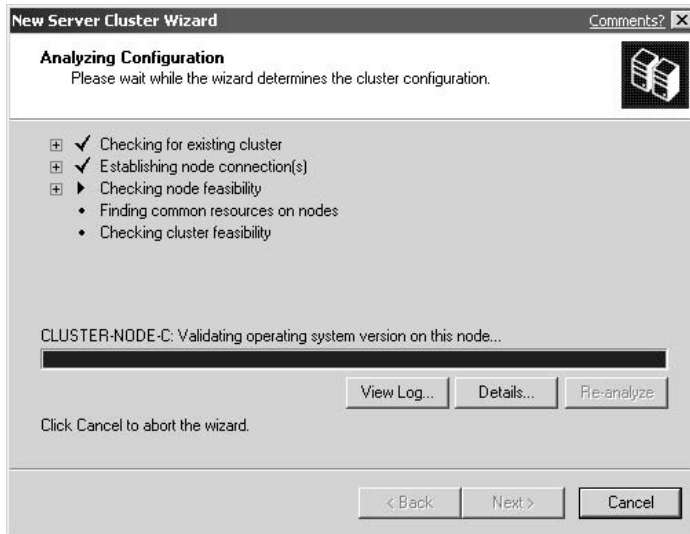 New Server Cluster Wizard Comments?
Analyzing Configuration
Please wait while the wizard determines the cluster configuration.
Checking for existing cluster
Establishing node connection(s)
Checking node feasibility
Finding common resources on nodes
Checking cluster feasibility
CLUSTER-NODE-C: Validating operating system version on this node...
View Log... Details... Re-analyze
Click Cancel to abort the wizard.
< Back Next > Cancel